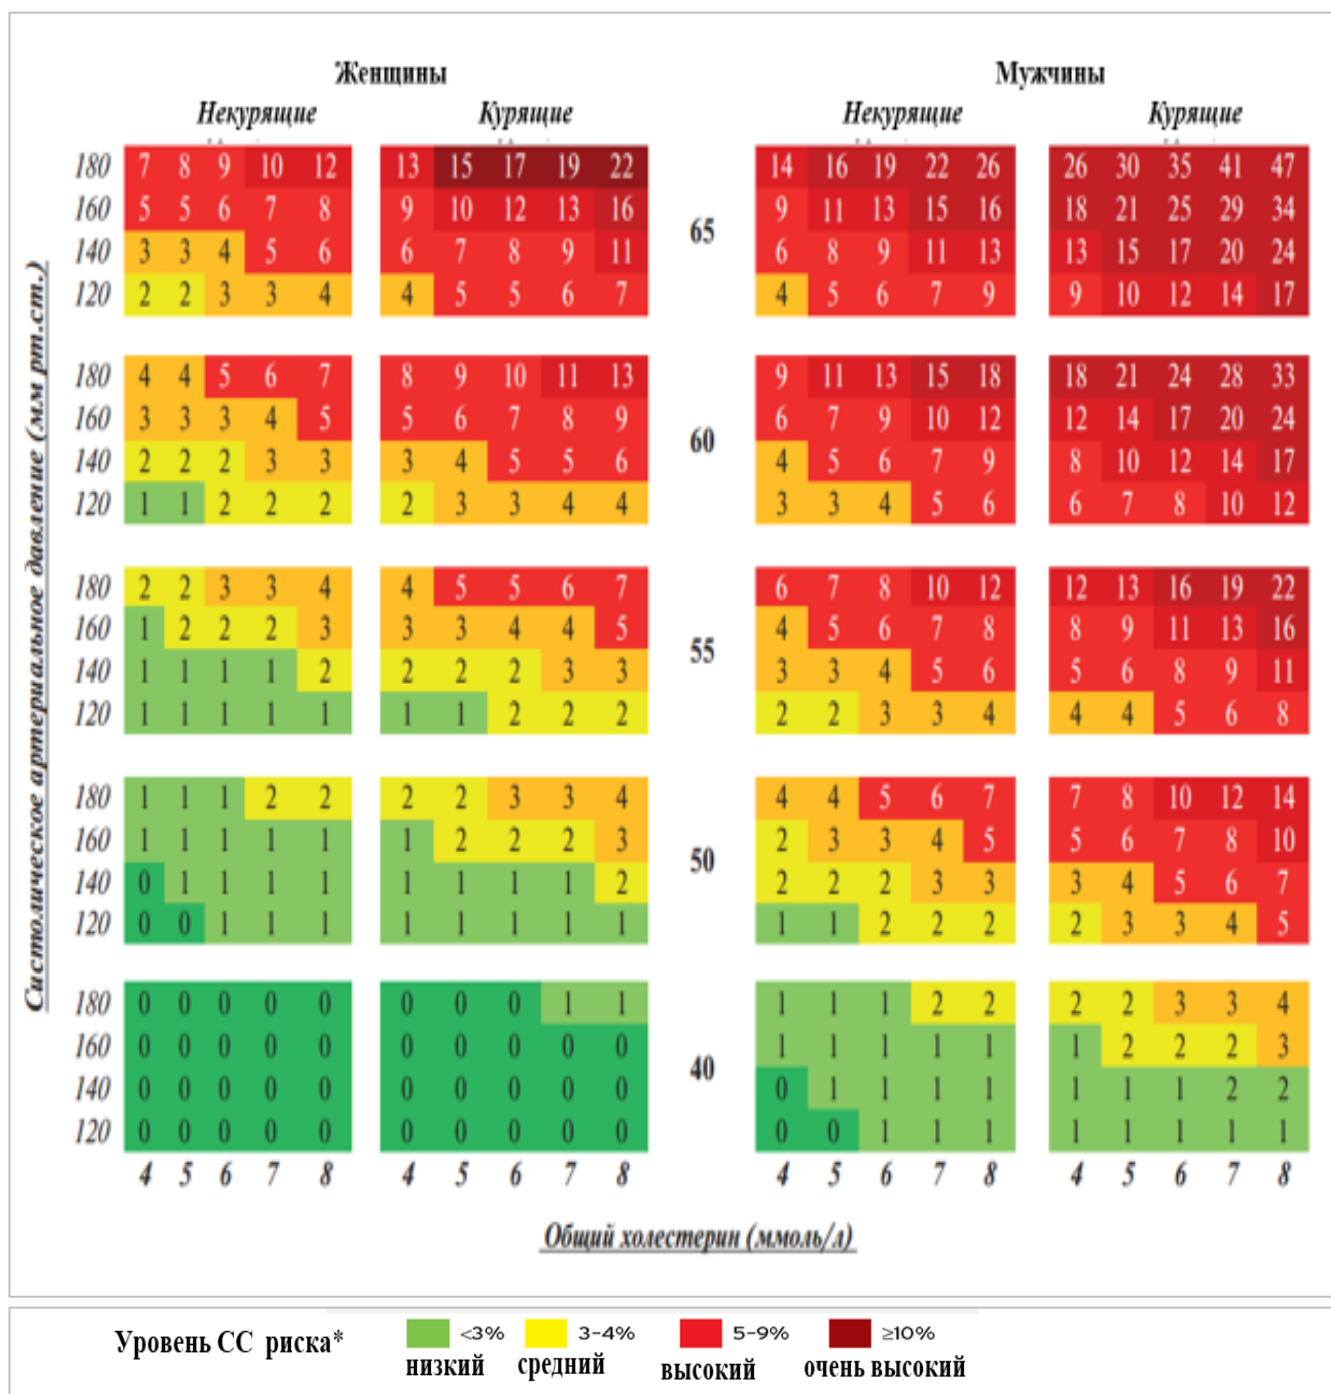 Женщины Мужчины
Некурящие Курящие Некурящие Курящие
Систолическое артериальное давление (мм рт.ст.)
180 7 8 9 10 12 13 15 17 19 22 14 16 19 22 26 26 30 35 41 47
160 5 5 6 7 8 9 10 12 13 16 9 11 13 15 16 18 21 25 29 34
65
140 3 3 4 5 6 6 7 8 9 11 6 8 9 11 13 13 15 17 20 24
120 2 2 3 3 4 4 5 5 6 7 4 5 6 7 9 9 10 12 14 17
180 4 4 5 6 7 8 9 10 11 13 9 11 13 15 18 18 21 24 28 33
160 3 3 3 4 5 5 6 7 8 9 6 7 9 10 12 12 14 17 20 24
60
140 2 2 2 3 3 3 4 5 5 6 4 5 6 7 9 8 10 12 14 17
120 1 1 2 2 2 2 3 3 4 4 3 3 4 5 6 6 7 8 10 12
180 2 2 3 3 4 4 5 5 6 7 6 7 8 10 12 12 13 16 19 22
160 1 2 2 2 3 3 3 4 4 5 4 5 6 7 8 8 9 11 13 16
55
140 1 1 1 1 2 2 2 2 3 3 3 3 4 5 6 5 6 8 9 11
120 1 1 1 1 1 1 1 2 2 2 2 2 3 3 4 4 4 5 6 8
180 1 1 1 2 2 2 2 3 3 4 4 4 5 6 7 7 8 10 12 14
160 1 1 1 1 1 1 2 2 2 3 2 3 3 4 5 5 6 7 8 10
50
140 0 1 1 1 1 1 1 1 1 2 2 2 2 3 3 3 4 5 6 7
120 0 0 1 1 1 1 1 1 1 1 1 1 2 2 2 2 3 3 4 5
180 0 0 0 0 0 0 0 0 1 1 1 1 1 2 2 2 2 3 3 4
160 0 0 0 0 0 0 0 0 0 0 1 1 1 1 1 1 2 2 2 3
40
140 0 0 0 0 0 0 0 0 0 0 0 1 1 1 1 1 1 1 2 2
120 0 0 0 0 0 0 0 0 0 0 0 0 1 1 1 1 1 1 1 1
4 5 6 7 8 4 5 6 7 8 4 5 6 7 8 4 5 6 7 8
Общий холестерин (ммоль/л)
Уровень СС риска* <3% 3–4% 5–9% ≥10%
низкий средний высокий очень высокий